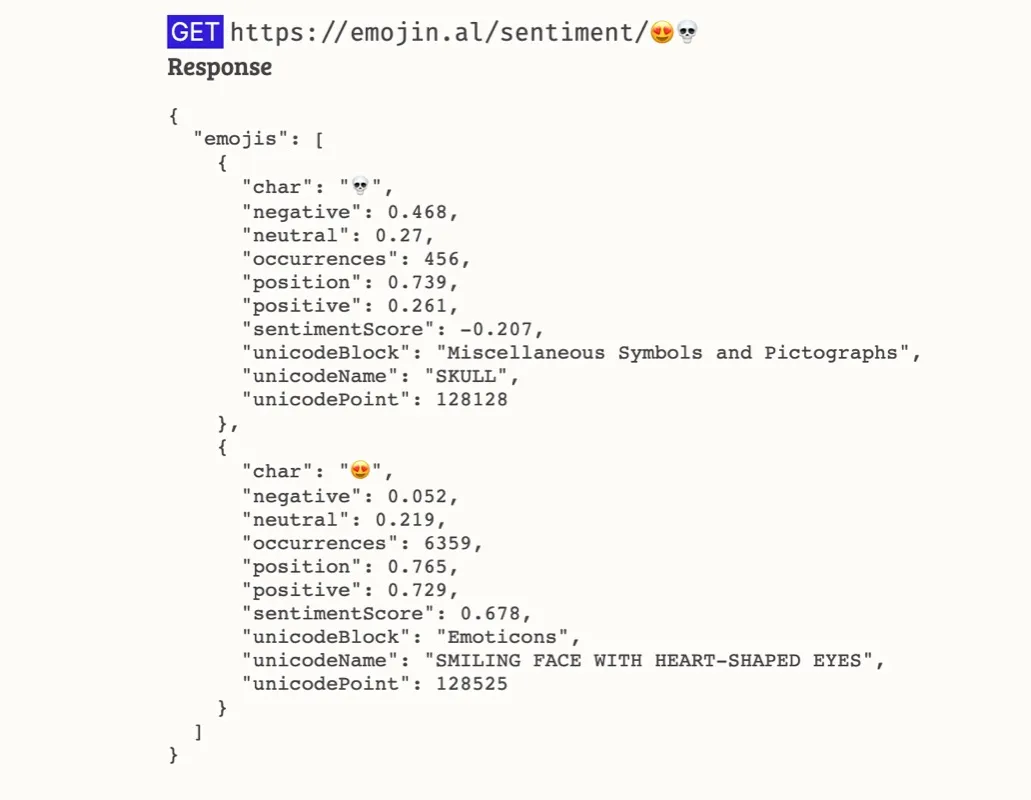 GET https://emojin.al/sentiment/😍💀
Response
{
  "emojis": [
    {
      "char": "💀",
      "negative": 0.468,
      "neutral": 0.27,
      "occurrences": 456,
      "position": 0.739,
      "positive": 0.261,
      "sentimentScore": -0.207,
      "unicodeBlock": "Miscellaneous Symbols and Pictographs",
      "unicodeName": "SKULL",
      "unicodePoint": 128128
    },
    {
      "char": "😍",
      "negative": 0.052,
      "neutral": 0.219,
      "occurrences": 6359,
      "position": 0.765,
      "positive": 0.729,
      "sentimentScore": 0.678,
      "unicodeBlock": "Emoticons",
      "unicodeName": "SMILING FACE WITH HEART-SHAPED EYES",
      "unicodePoint": 128525
    }
  ]
}